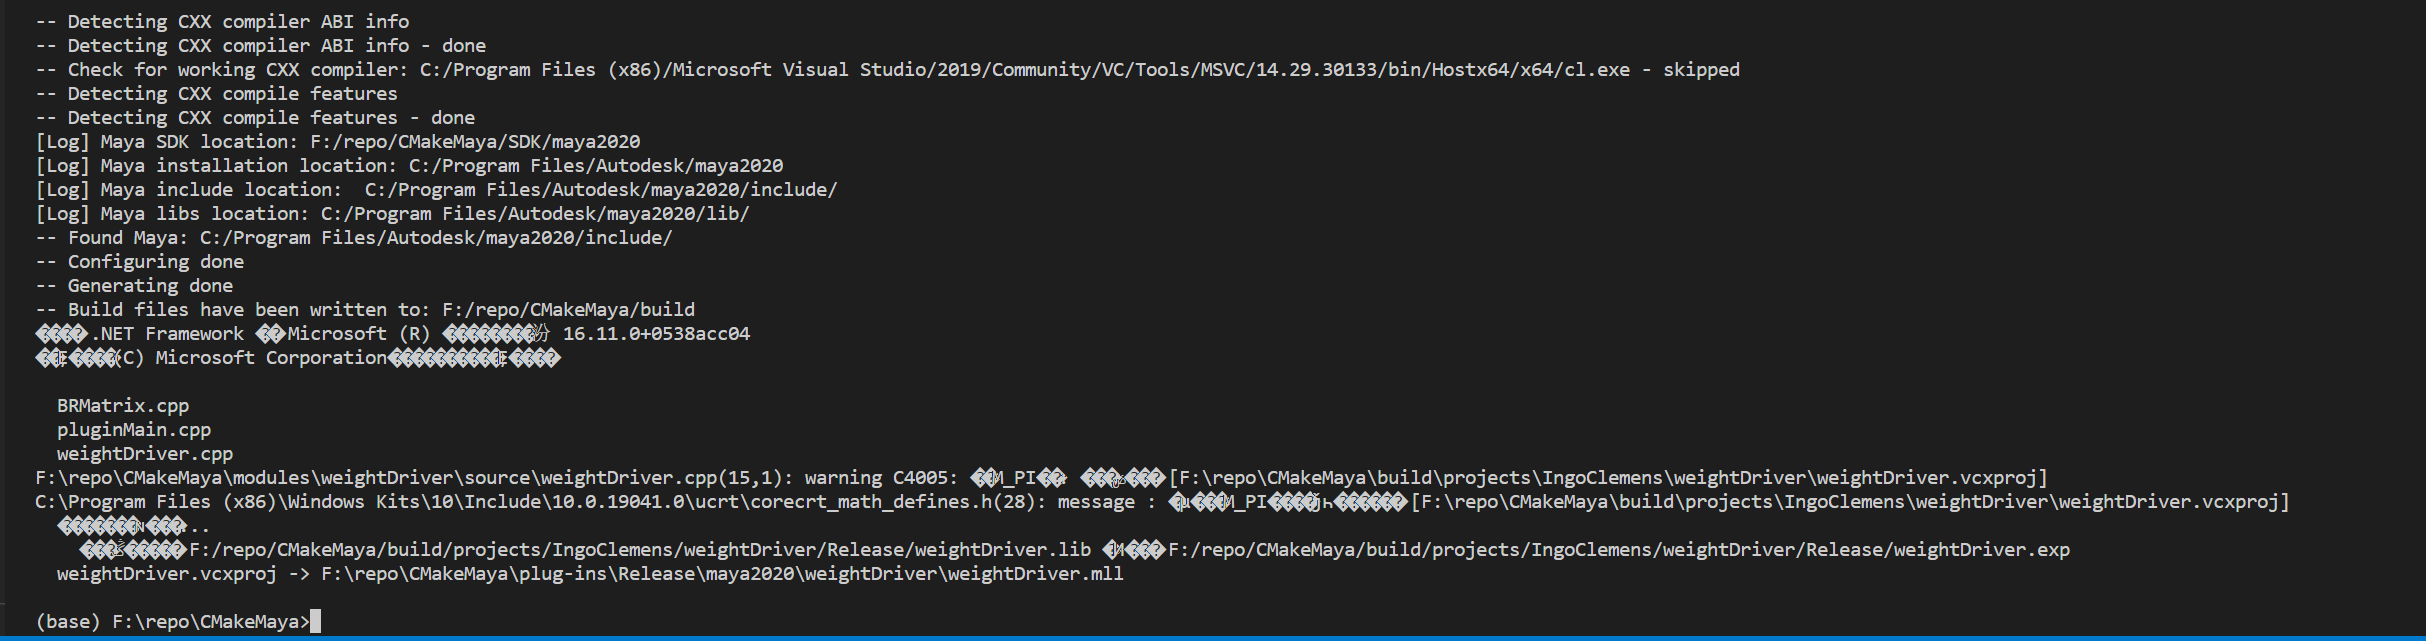 -- Detecting CXX compiler ABI info
-- Detecting CXX compiler ABI info - done
-- Check for working CXX compiler: C:/Program Files (x86)/Microsoft Visual Studio/2019/Community/VC/Tools/MSVC/14.29.30133/bin/Hostx64/x64/cl.exe - skipped
-- Detecting CXX compile features
-- Detecting CXX compile features - done
[Log] Maya SDK location: F:/repo/CMakeMaya/SDK/maya2020
[Log] Maya installation location: C:/Program Files/Autodesk/maya2020
[Log] Maya include location:  C:/Program Files/Autodesk/maya2020/include/
[Log] Maya libs location: C:/Program Files/Autodesk/maya2020/lib/
-- Found Maya: C:/Program Files/Autodesk/maya2020/include/
-- Configuring done
-- Generating done
-- Build files have been written to: F:/repo/CMakeMaya/build
.NET Framework Microsoft (R) 16.11.0+0538acc04
(C) Microsoft Corporation
BRMatrix.cpp
pluginMain.cpp
weightDriver.cpp
F:\repo\CMakeMaya\modules\weightDriver\source\weightDriver.cpp(15,1): warning C4005: M_PI [F:\repo\CMakeMaya\build\projects\IngoClemens\weightDriver\weightDriver.vcxproj]
C:\Program Files (x86)\Windows Kits\10\Include\10.0.19041.0\ucrt\corecrt_math_defines.h(28): message : M_PI [F:\repo\CMakeMaya\build\projects\IngoClemens\weightDriver\weightDriver.vcxproj]
..
F:/repo/CMakeMaya/build/projects/IngoClemens/weightDriver/Release/weightDriver.lib F:/repo/CMakeMaya/build/projects/IngoClemens/weightDriver/Release/weightDriver.exp
weightDriver.vcxproj -> F:\repo\CMakeMaya\plug-ins\Release\maya2020\weightDriver\weightDriver.mll
(base) F:\repo\CMakeMaya>